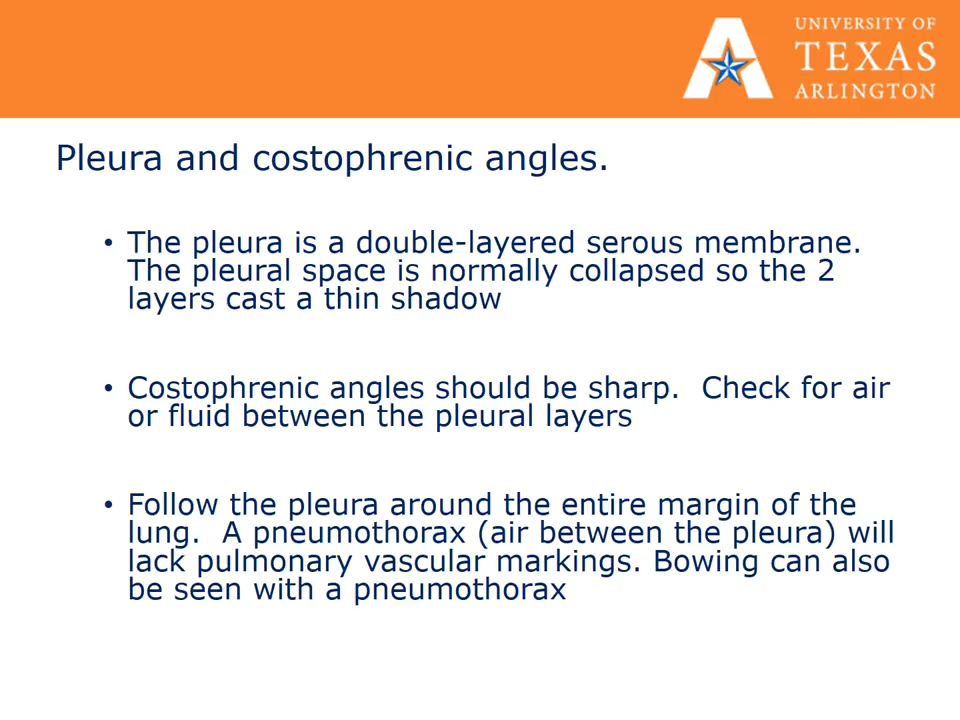 UNIVERSITY OF
TEXAS
ARLINGTON
Pleura and costophrenic angles.
• The pleura is a double-layered serous membrane.
The pleural space is normally collapsed so the 2
layers cast a thin shadow
• Costophrenic angles should be sharp.  Check for air
or fluid between the pleural layers
• Follow the pleura around the entire margin of the
lung.  A pneumothorax (air between the pleura) will
lack pulmonary vascular markings. Bowing can also
be seen with a pneumothorax